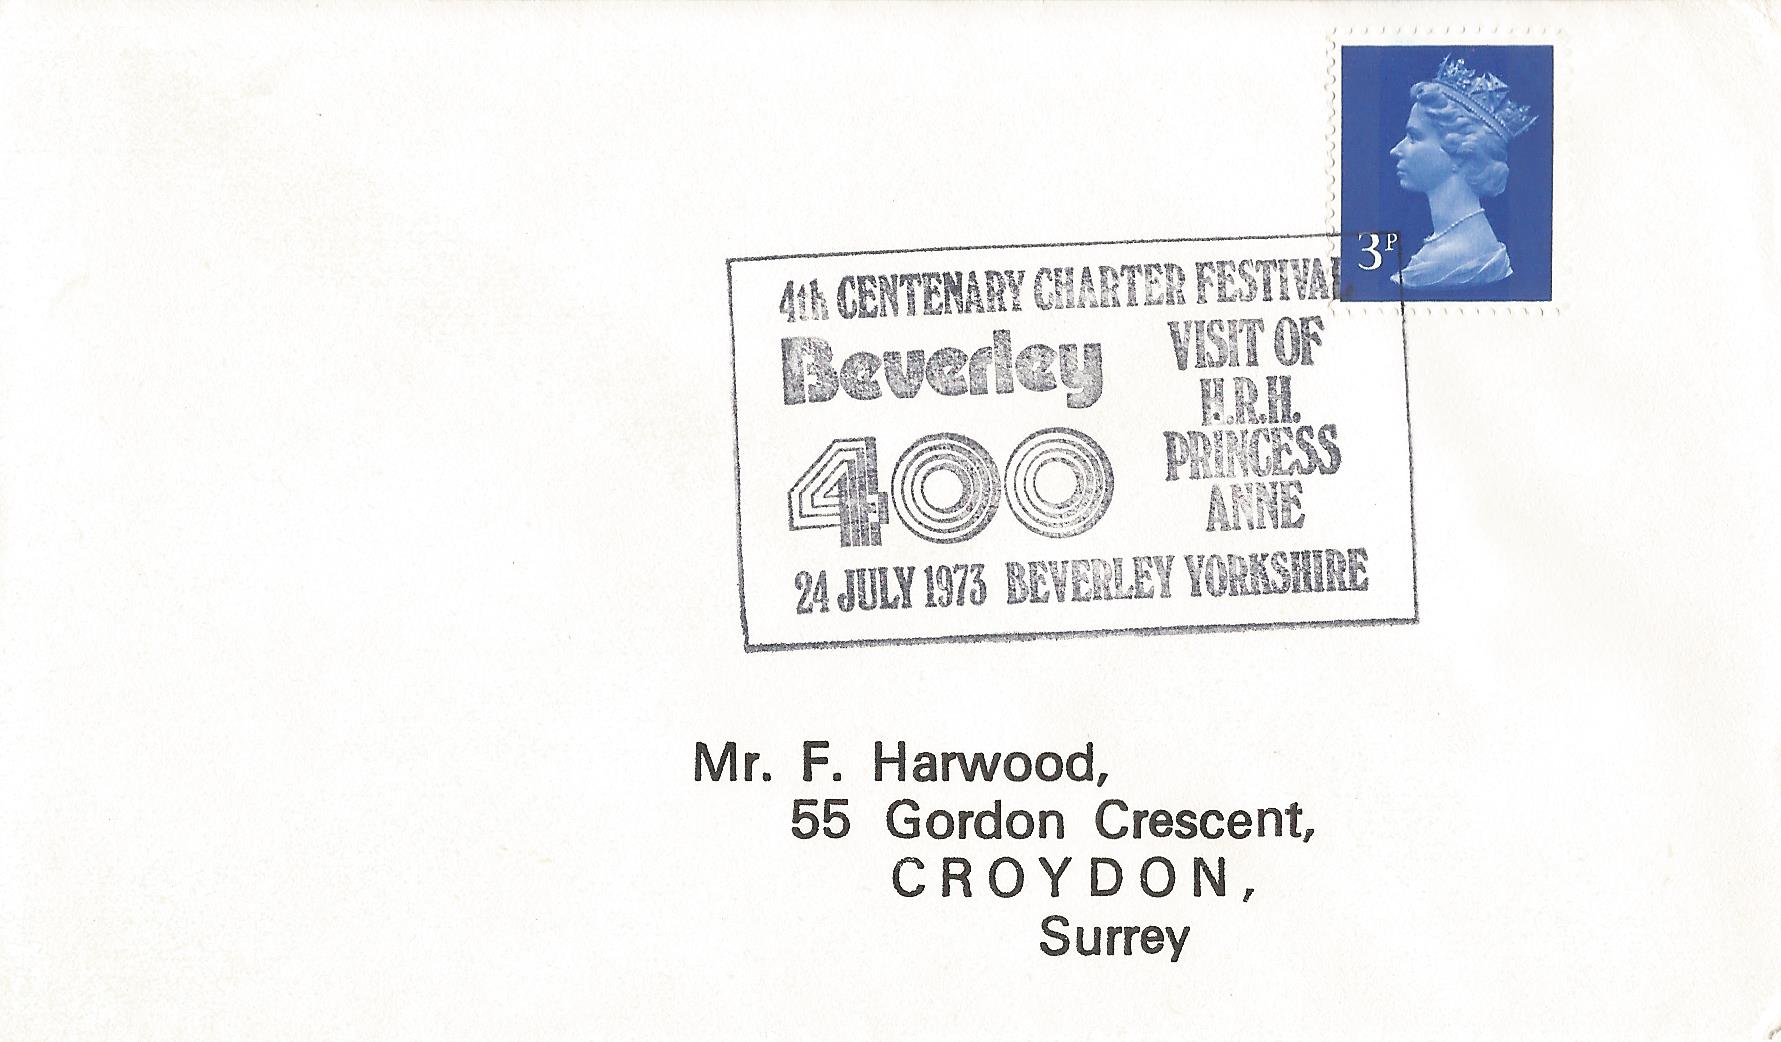 3P
4th CENTENARY CHARTER FESTIVAL
Beverley
400
VISIT OF
H.R.H.
PRINCESS
ANNE
24 JULY 1973 BEVERLEY YORKSHIRE
Mr. F. Harwood,
55 Gordon Crescent,
CROYDON,
Surrey